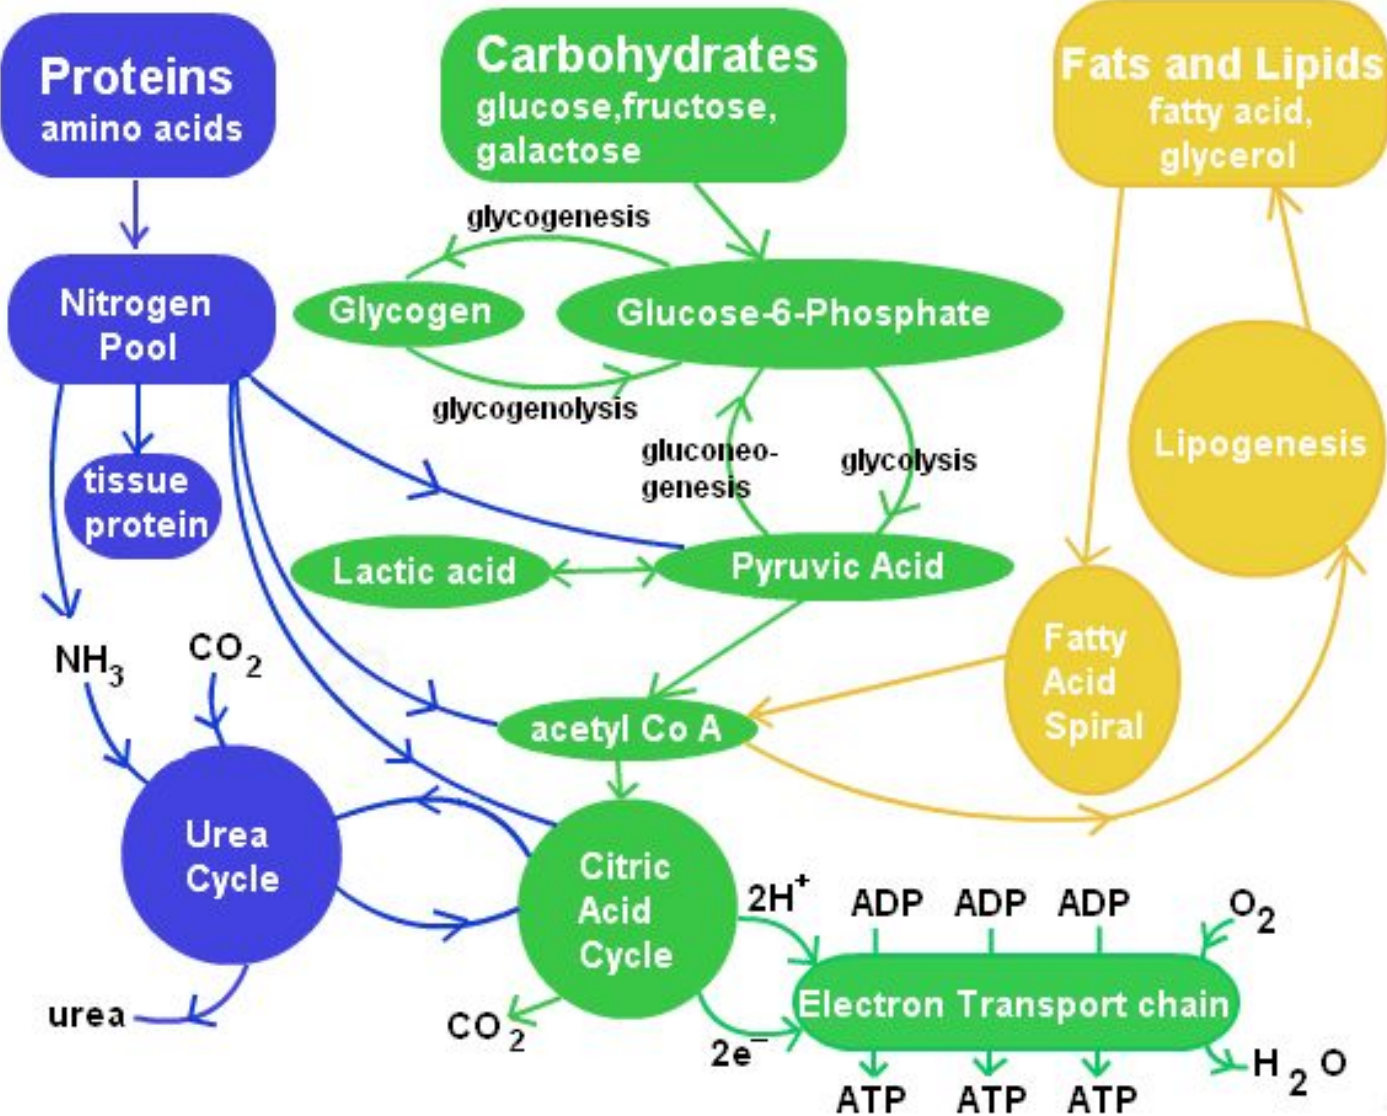 Proteins
amino acids
Carbohydrates
glucose,fructose,
galactose
Fats and Lipids
fatty acid,
glycerol
glycogenesis
Nitrogen
Pool
Glycogen
Glucose-6-Phosphate
glycogenolysis
gluconeo-
genesis
glycolysis
Lipogenesis
tissue
protein
Lactic acid
Pyruvic Acid
NH3
CO2
Fatty
Acid
Spiral
acetyl Co A
Urea
Cycle
Citric
Acid
Cycle
2H+
ADP
ADP
ADP
O2
urea
CO2
2e−
Electron Transport chain
H2O
ATP
ATP
ATP